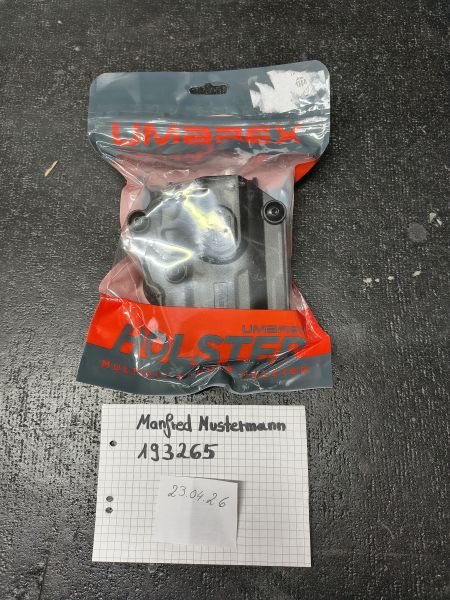 UMAREX
UMAREX
HOLSTER
Manfred Mustermann
193265
23.04.26